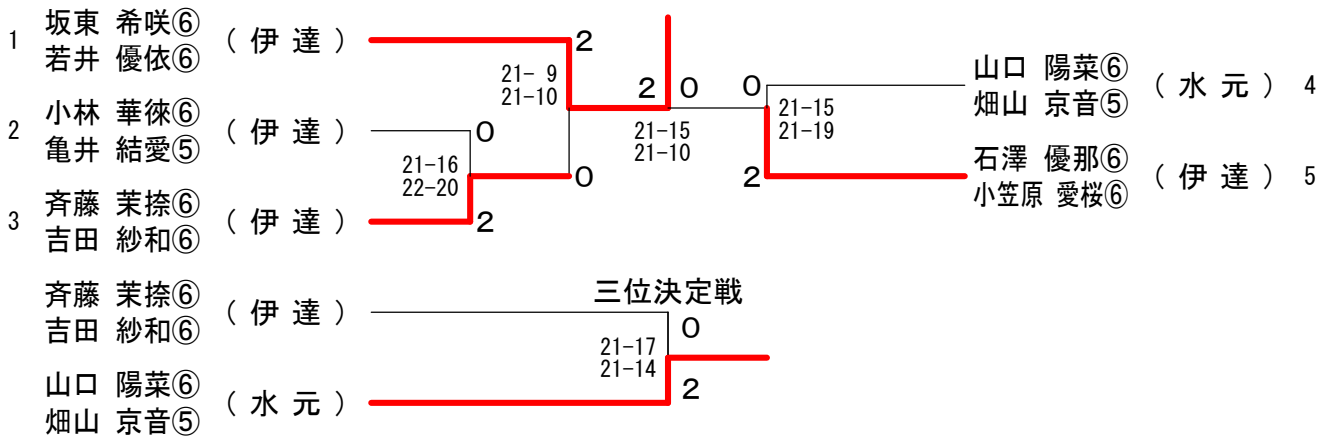 1 坂東 希咲⑥ (伊達)
若井 優依⑥
2
21- 9
21-10
2 0
21-15
21-10
0
21-15
21-19
2
山口 陽菜⑥ (水元) 4
畑山 京音⑤
石澤 優那⑥ (伊達) 5
小笠原 愛桜⑥
2 小林 華徠⑥ (伊達)
亀井 結愛⑤
0
21-16
22-20
0
2
3 斉藤 茉捺⑥ (伊達)
吉田 紗和⑥
斉藤 茉捺⑥ (伊達)
吉田 紗和⑥
三位決定戦
0
21-17
21-14
2
山口 陽菜⑥ (水元)
畑山 京音⑤